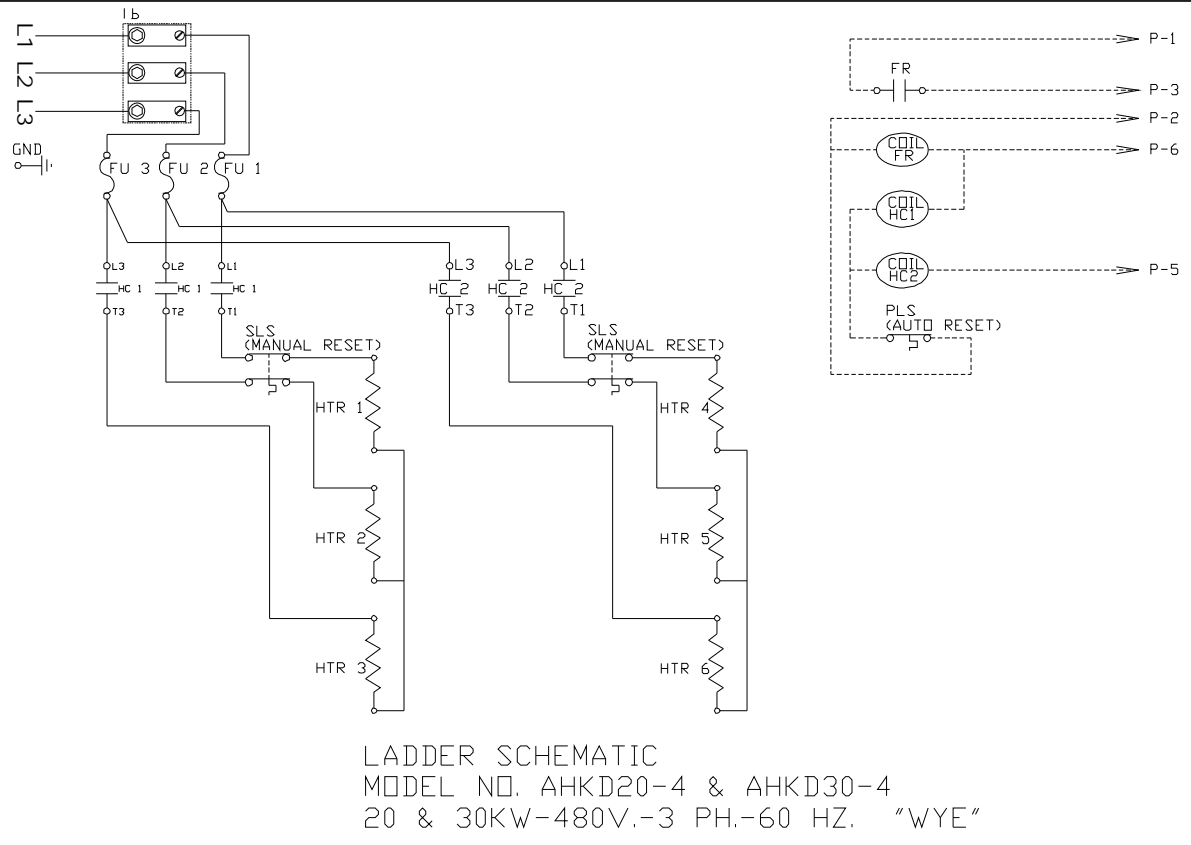 1b
L1
L2
L3
GND
FU 3
FU 2
FU 1
L3
L2
L1
HC 1
HC 1
HC 1
T3
T2
T1
L3
L2
L1
HC 2
HC 2
HC 2
T3
T2
T1
SLS
(MANUAL RESET)
SLS
(MANUAL RESET)
HTR 1
HTR 2
HTR 3
HTR 4
HTR 5
HTR 6
P-1
FR
P-3
P-2
COIL
FR
P-6
COIL
HC1
COIL
HC2
P-5
PLS
(AUTO RESET)
LADDER SCHEMATIC
MODEL NO. AHKD20-4 & AHKD30-4
20 & 30KW-480V.-3 PH.-60 HZ. "WYE"